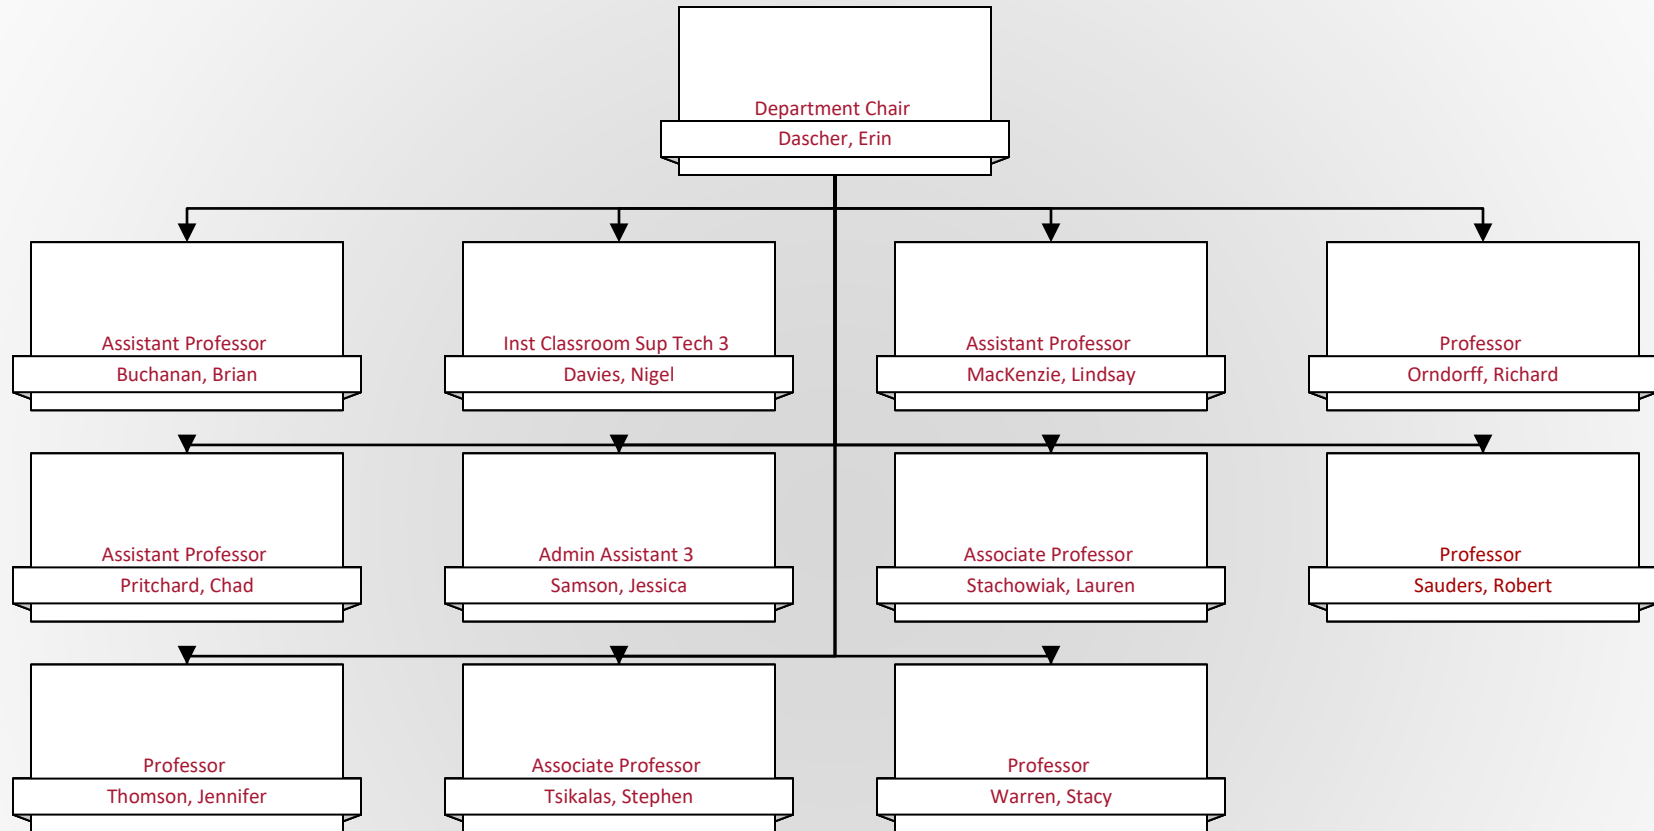 Department Chair
Dascher, Erin
Assistant Professor
Buchanan, Brian
Inst Classroom Sup Tech 3
Davies, Nigel
Assistant Professor
MacKenzie, Lindsay
Professor
Orndorff, Richard
Assistant Professor
Pritchard, Chad
Admin Assistant 3
Samson, Jessica
Associate Professor
Stachowiak, Lauren
Professor
Sauders, Robert
Professor
Thomson, Jennifer
Associate Professor
Tsikalas, Stephen
Professor
Warren, Stacy